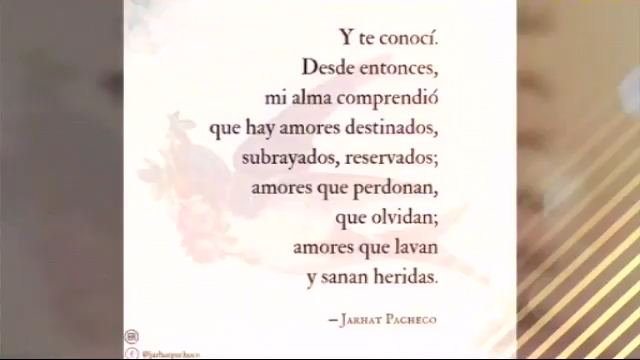 Y te conocí.
Desde entonces,
mi alma comprendió
que hay amores destinados,
subrayados, reservados;
amores que perdonan,
que olvidan;
amores que lavan
y sanan heridas.
—Jarhat Pacheco
@jarhatpacheco